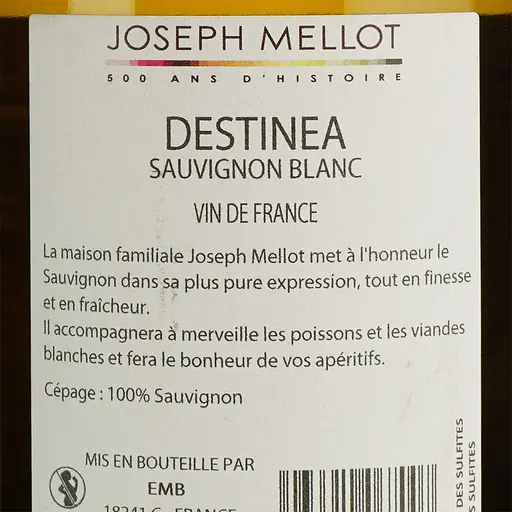 JOSEPH MELLOT
500 ANS D'HISTOIRE
DESTINEA
SAUVIGNON BLANC
VIN DE FRANCE
La maison familiale Joseph Mellot met à l'honneur le
Sauvignon dans sa plus pure expression, tout en finesse
et en fraîcheur.
Il accompagnera à merveille les poissons et les viandes
blanches et fera le bonheur de vos apéritifs.
Cépage : 100% Sauvignon
MIS EN BOUTEILLE PAR
EMB
18241 C - FRANCE
DES SULFITES
SULFITES